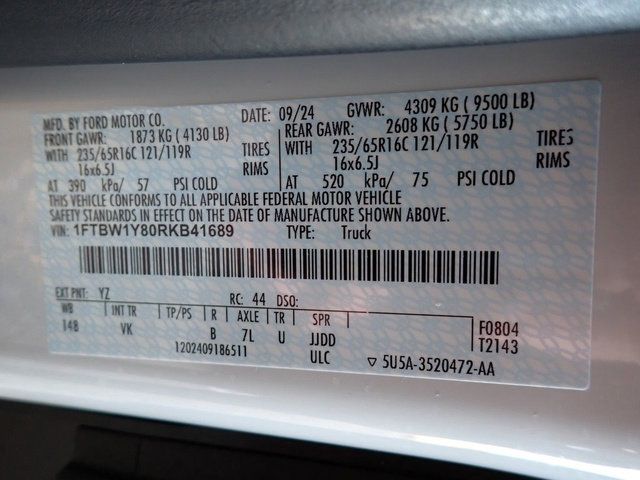 MFD. BY FORD MOTOR CO. DATE: 09/24 GVWR: 4309 KG ( 9500 LB)
FRONT GAWR: 1873 KG ( 4130 LB) REAR GAWR: 2608 KG ( 5750 LB)
WITH 235/65R16C 121/119R TIRES WITH 235/65R16C 121/119R TIRES
16x6.5J RIMS 16x6.5J RIMS
AT 390 kPa/ 57 PSI COLD AT 520 kPa/ 75 PSI COLD
THIS VEHICLE CONFORMS TO ALL APPLICABLE FEDERAL MOTOR VEHICLE
SAFETY STANDARDS IN EFFECT ON THE DATE OF MANUFACTURE SHOWN ABOVE.
VIN: 1FTBW1Y80RKB41689 TYPE: Truck
EXT PNT: YZ RC: 44 DSO:
WB INT TR TP/PS R AXLE TR SPR F0804
148 VK B 7L U JJDD T2143
1202409186511 ULC ▽ 5U5A-3520472-AA